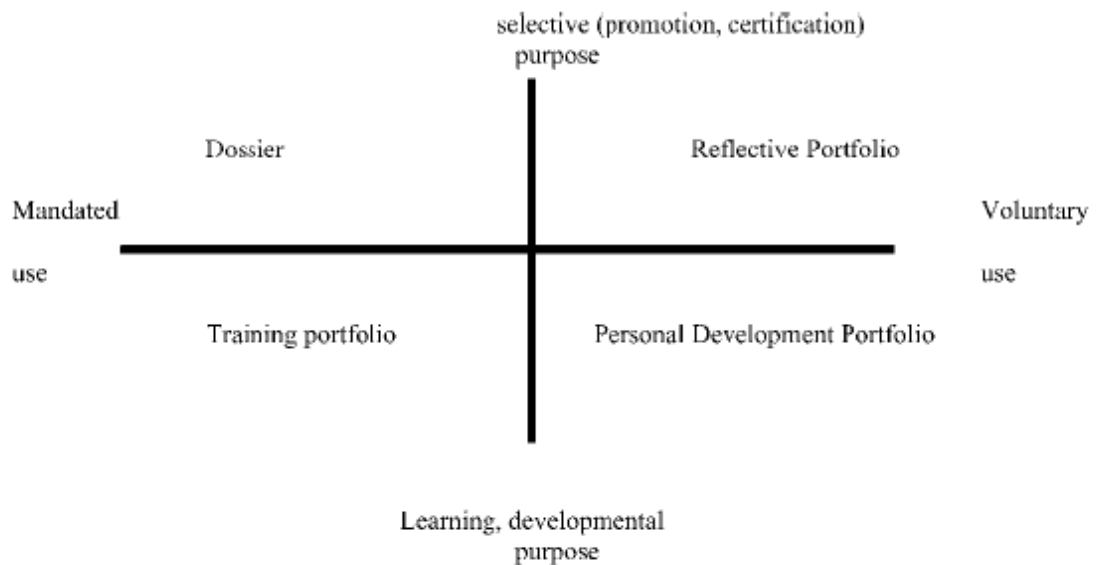 selective (promotion, certification)
purpose
Dossier
Reflective Portfolio
Mandated
Voluntary
use
use
Training portfolio
Personal Development Portfolio
Learning, developmental
purpose